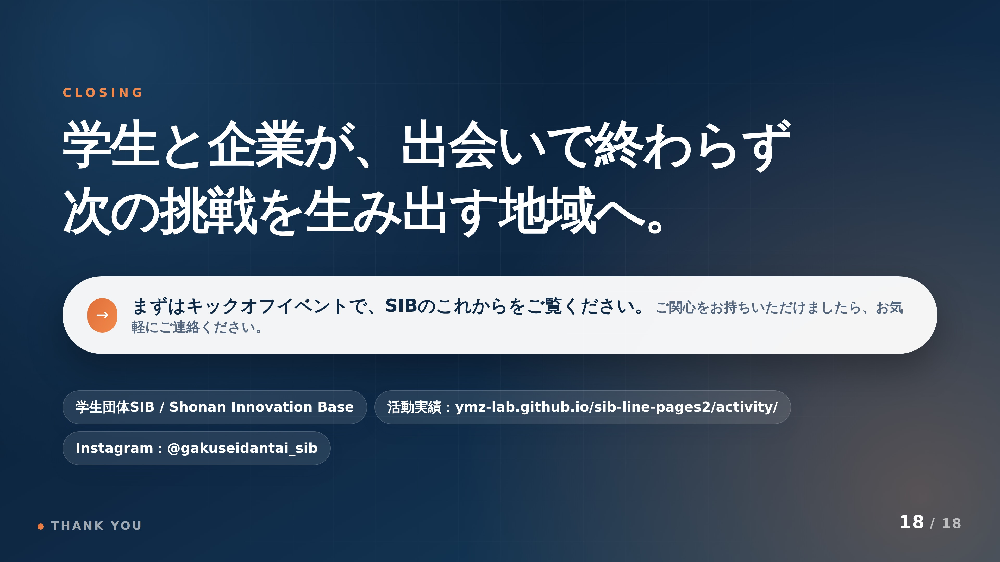 CLOSING
学生と企業が、出会いで終わらず
次の挑戦を生み出す地域へ。
→
まずはキックオフイベントで、SIBのこれからをご覧ください。 ご関心をお持ちいただけましたら、お気
軽にご連絡ください。
学生団体SIB / Shonan Innovation Base
活動実績：ymz-lab.github.io/sib-line-pages2/activity/
Instagram：@gakuseidantai_sib
THANK YOU
18 / 18